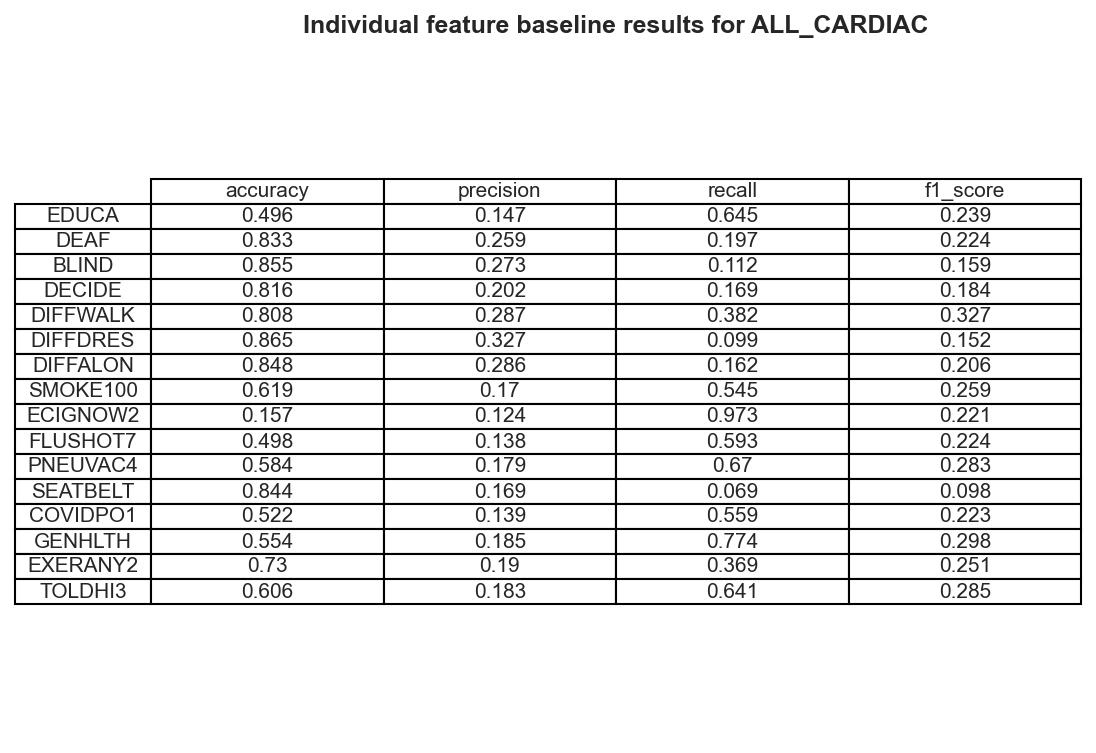 Individual feature baseline results for ALL_CARDIAC
accuracy precision recall f1_score
EDUCA 0.496 0.147 0.645 0.239
DEAF 0.833 0.259 0.197 0.224
BLIND 0.855 0.273 0.112 0.159
DECIDE 0.816 0.202 0.169 0.184
DIFFWALK 0.808 0.287 0.382 0.327
DIFFDRES 0.865 0.327 0.099 0.152
DIFFALON 0.848 0.286 0.162 0.206
SMOKE100 0.619 0.17 0.545 0.259
ECIGNOW2 0.157 0.124 0.973 0.221
FLUSHOT7 0.498 0.138 0.593 0.224
PNEUVAC4 0.584 0.179 0.67 0.283
SEATBELT 0.844 0.169 0.069 0.098
COVIDPO1 0.522 0.139 0.559 0.223
GENHLTH 0.554 0.185 0.774 0.298
EXERANY2 0.73 0.19 0.369 0.251
TOLDHI3 0.606 0.183 0.641 0.285